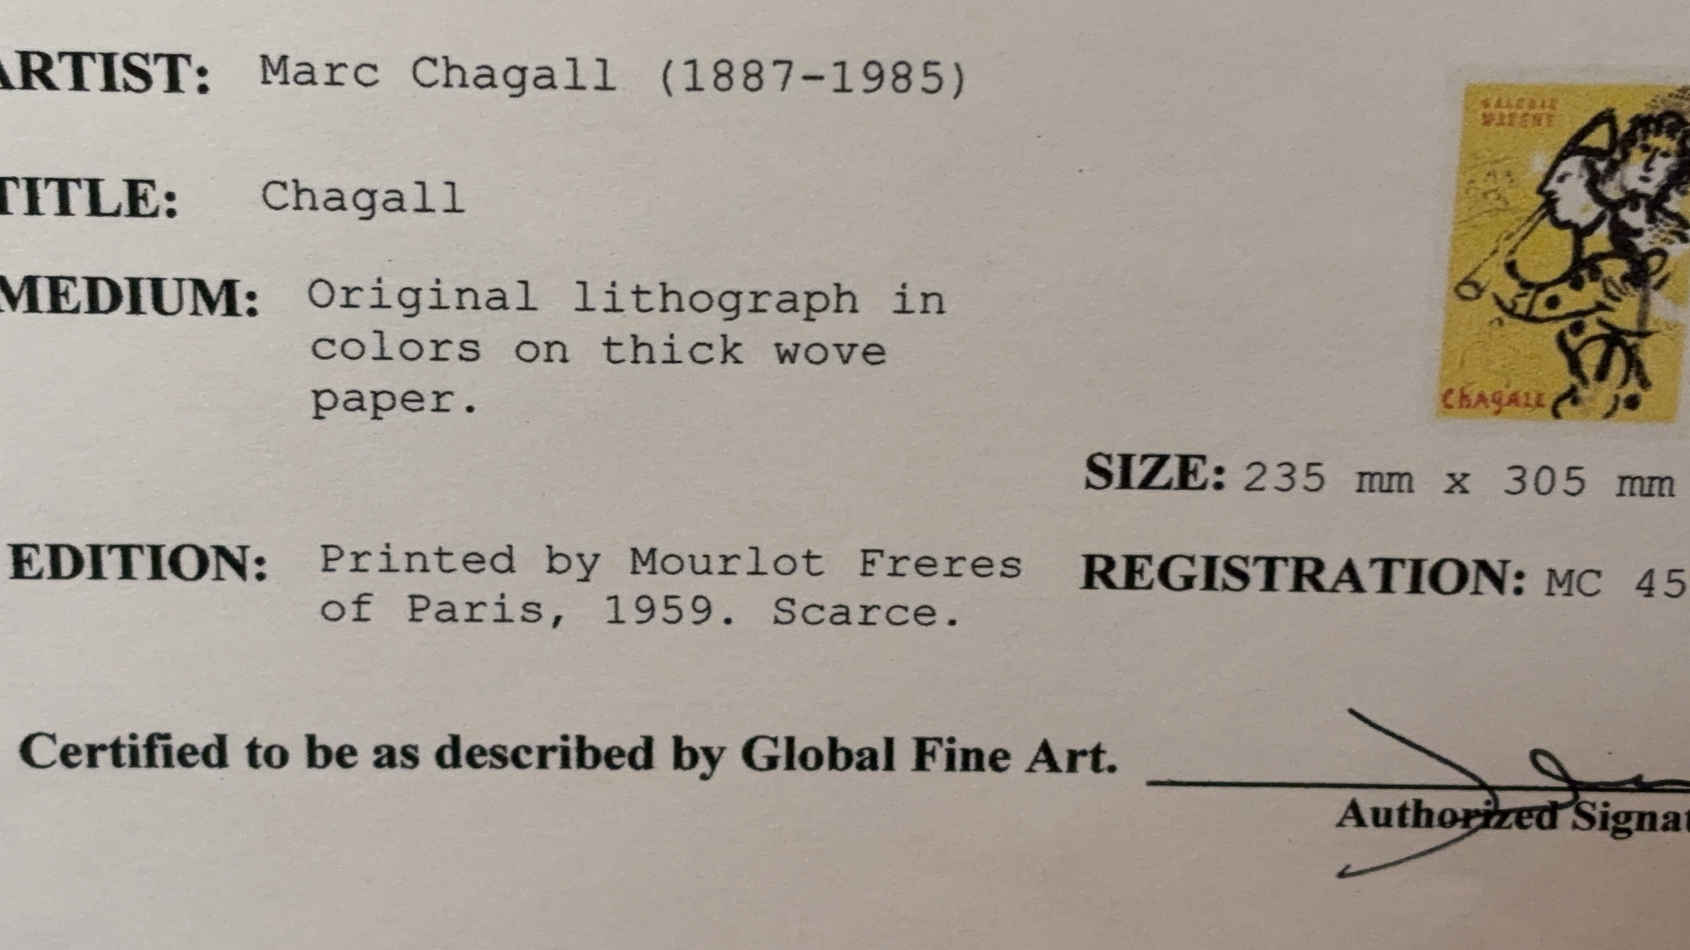 ARTIST: Marc Chagall (1887-1985)
GALERIE
MAEGHT
TITLE: Chagall
MEDIUM: Original lithograph in
colors on thick wove
paper.
ChAgALL
SIZE: 235 mm x 305 mm
EDITION: Printed by Mourlot Freres
of Paris, 1959. Scarce.
REGISTRATION: MC 45
Certified to be as described by Global Fine Art.
Authorized Signat